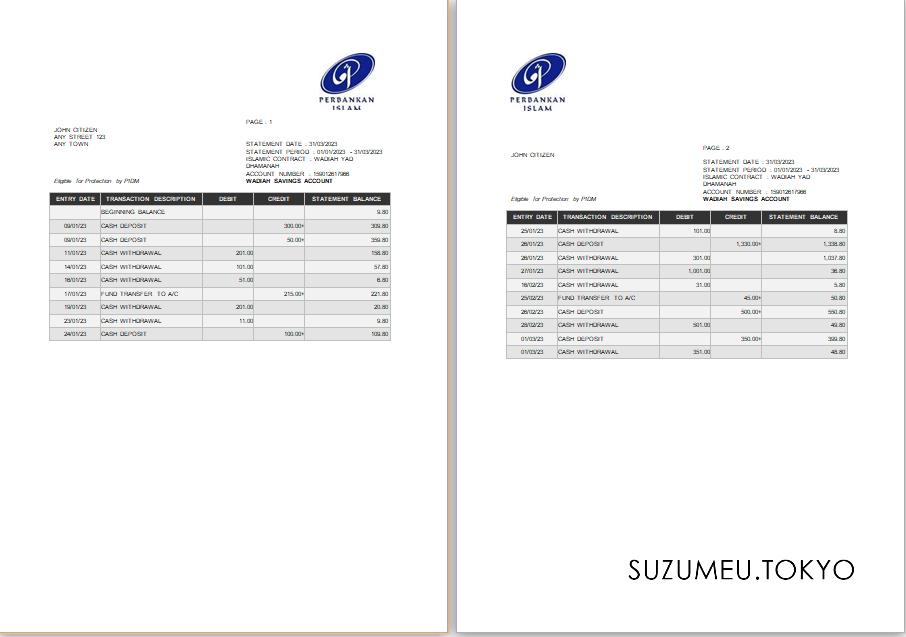 PERBANKAN
ISLAM
PAGE : 1
JOHN CITIZEN
ANY STREET 123
ANY TOWN
STATEMENT DATE : 31/03/2023
STATEMENT PERIOD : 01/01/2023 - 31/03/2023
ISLAMIC CONTRACT : WADIAH YAD
DHAMANAH
ACCOUNT NUMBER : 159012617966
Eligible for Protection by PIDM
WADIAH SAVINGS ACCOUNT
ENTRY DATE TRANSACTION DESCRIPTION DEBIT CREDIT STATEMENT BALANCE
BEGINNING BALANCE 9.80
09/01/23 CASH DEPOSIT 300.00+ 309.80
09/01/23 CASH DEPOSIT 50.00+ 359.80
11/01/23 CASH WITHDRAWAL 201.00 158.80
14/01/23 CASH WITHDRAWAL 101.00 57.80
16/01/23 CASH WITHDRAWAL 51.00 6.80
17/01/23 FUND TRANSFER TO A/C 215.00+ 221.80
19/01/23 CASH WITHDRAWAL 201.00 20.80
23/01/23 CASH WITHDRAWAL 11.00 9.80
24/01/23 CASH DEPOSIT 100.00+ 109.80
PERBANKAN
ISLAM
PAGE : 2
JOHN CITIZEN
STATEMENT DATE : 31/03/2023
STATEMENT PERIOD : 01/01/2023 - 31/03/2023
ISLAMIC CONTRACT : WADIAH YAD
DHAMANAH
ACCOUNT NUMBER : 159012617966
Eligible for Protection by PIDM
WADIAH SAVINGS ACCOUNT
ENTRY DATE TRANSACTION DESCRIPTION DEBIT CREDIT STATEMENT BALANCE
25/01/23 CASH WITHDRAWAL 101.00 8.80
26/01/23 CASH DEPOSIT 1,330.00+ 1,338.80
26/01/23 CASH WITHDRAWAL 301.00 1,037.80
27/01/23 CASH WITHDRAWAL 1,001.00 36.80
16/02/23 CASH WITHDRAWAL 31.00 5.80
25/02/23 FUND TRANSFER TO A/C 45.00+ 50.80
26/02/23 CASH DEPOSIT 500.00+ 550.80
28/02/23 CASH WITHDRAWAL 501.00 49.80
01/03/23 CASH DEPOSIT 350.00+ 399.80
01/03/23 CASH WITHDRAWAL 351.00 48.80
SUZUMEU.TOKYO